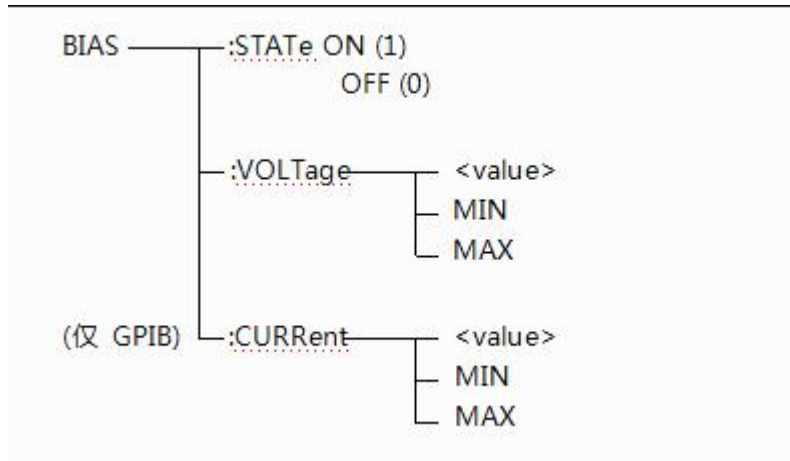 BIAS :STATe ON (1)
OFF (0)
:VOLTage <value>
MIN
MAX
(仅 GPIB) :CURRent <value>
MIN
MAX